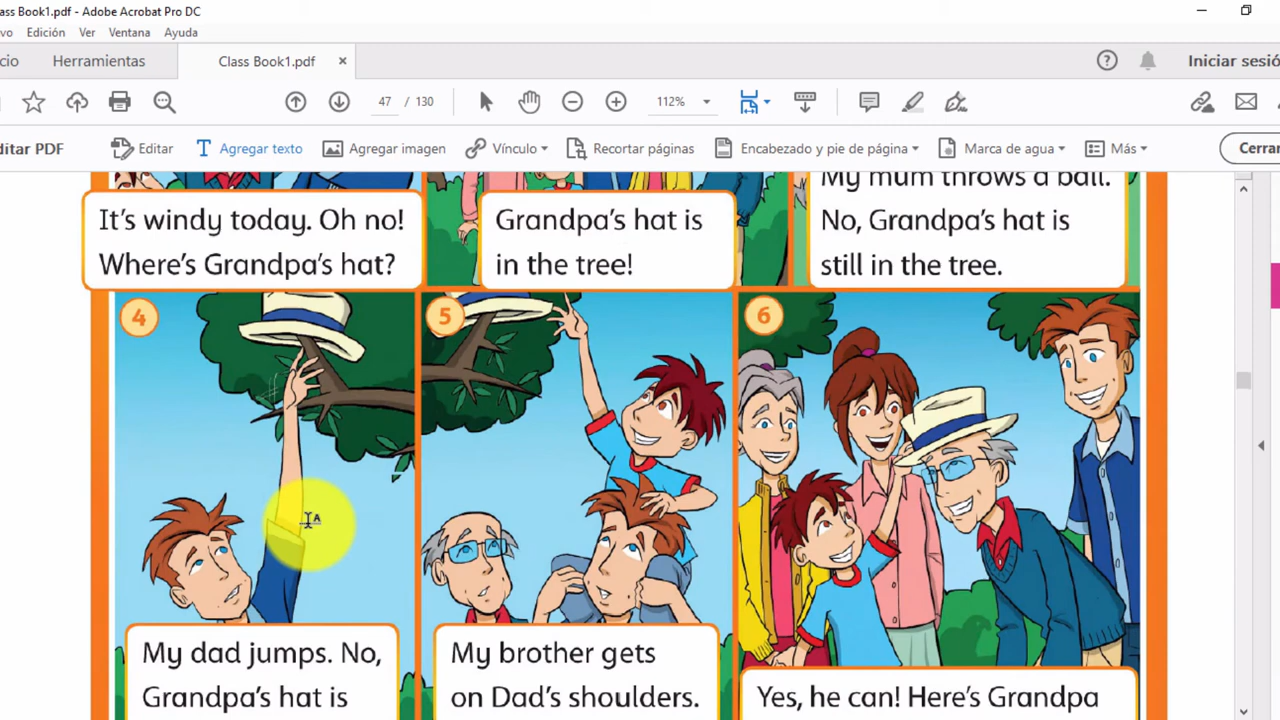 lass Book1.pdf - Adobe Acrobat Pro DC
vo Edición Ver Ventana Ayuda
cio Herramientas Class Book1.pdf × Iniciar sesió
47 / 130 112%
ditar PDF Editar Agregar texto Agregar imagen Vínculo Recortar páginas Encabezado y pie de página Marca de agua Más Cerrar
It's windy today. Oh no!
Where's Grandpa's hat?
Grandpa's hat is
in the tree!
My mum throws a ball.
No, Grandpa's hat is
still in the tree.
4
My dad jumps. No,
Grandpa's hat is
5
My brother gets
on Dad's shoulders.
6
Yes, he can! Here's Grandpa